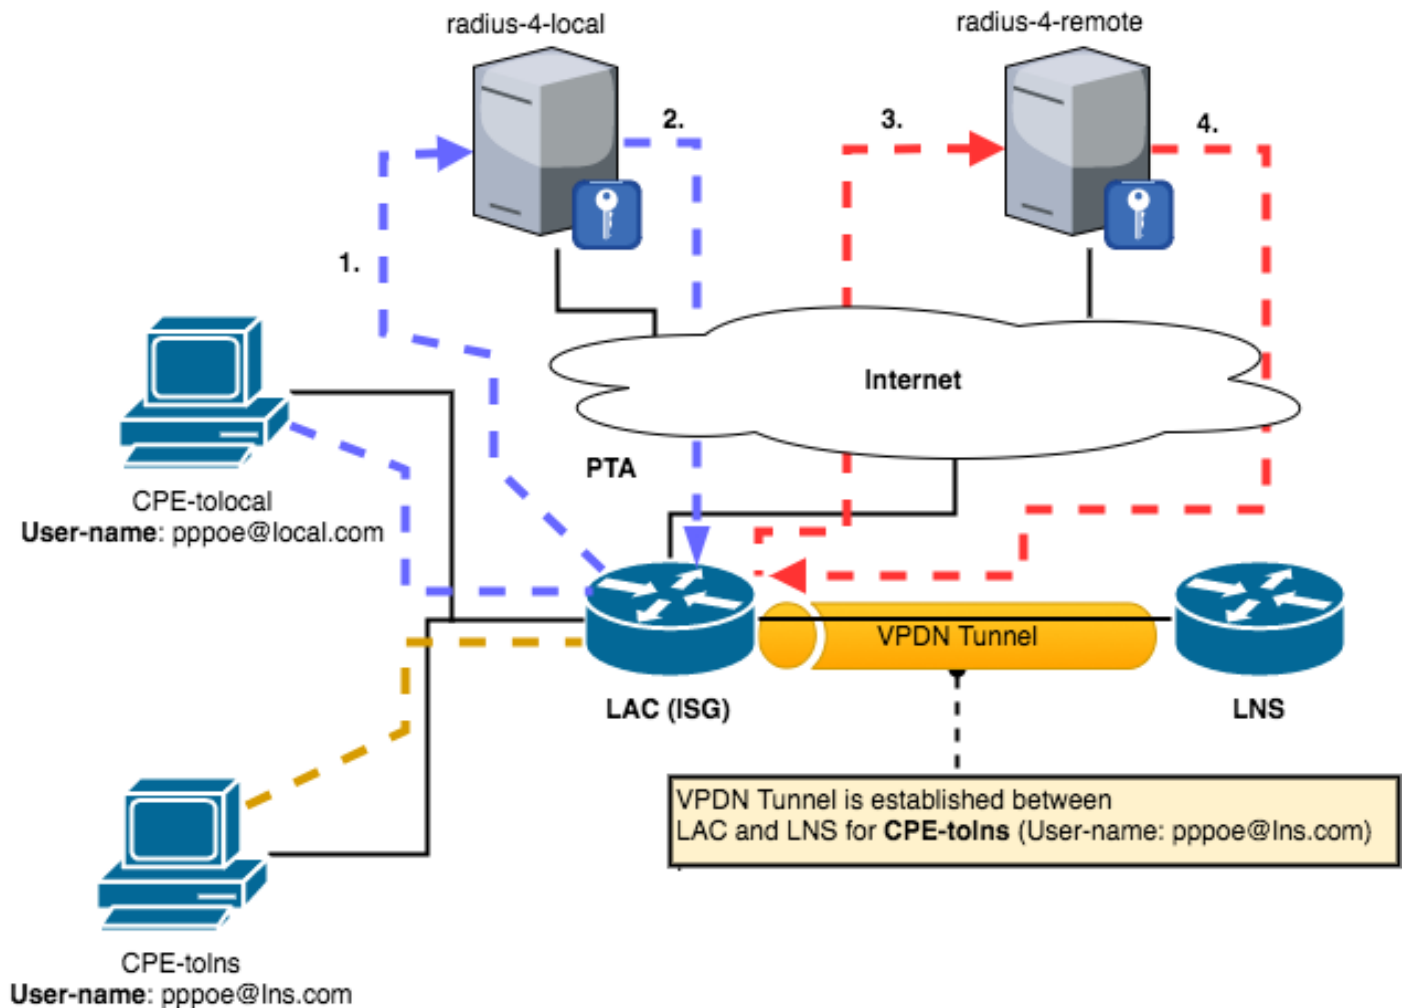 radius-4-local
radius-4-remote
2.
3.
4.
1.
Internet
PTA
CPE-tolocal
User-name: pppoe@local.com
VPDN Tunnel
LAC (ISG)
LNS
VPDN Tunnel is established between
LAC and LNS for CPE-tolns (User-name: pppoe@lns.com)
CPE-tolns
User-name: pppoe@lns.com